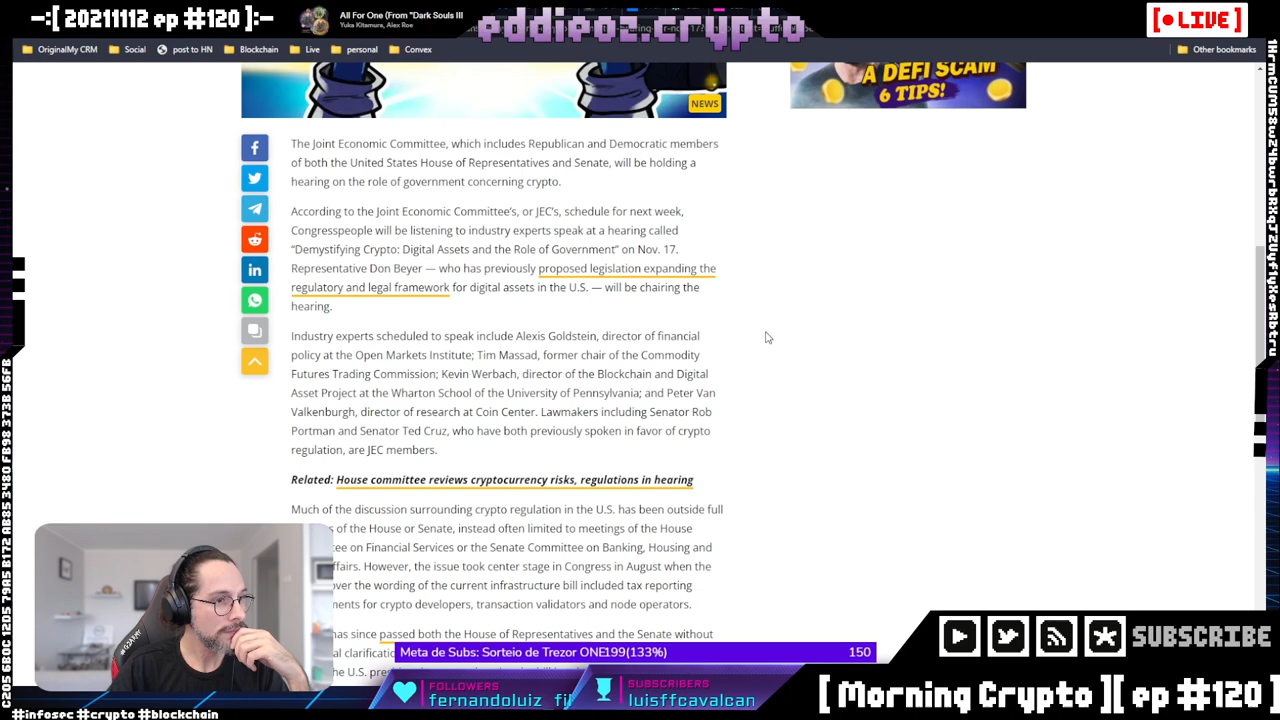 -:[ 20211112 ep #120 ]:-
All For One (From "Dark Souls III
Yuka Kitamura, Alex Roe
eddieoz.crypto
[ • LIVE ]
OriginalMy CRM
Social
post to HN
Blockchain
Live
personal
Convex
Other bookmarks
NEWS
A DEFI SCAM
6 TIPS!
The Joint Economic Committee, which includes Republican and Democratic members
of both the United States House of Representatives and Senate, will be holding a
hearing on the role of government concerning crypto.
According to the Joint Economic Committee's, or JEC's, schedule for next week,
Congresspeople will be listening to industry experts speak at a hearing called
“Demystifying Crypto: Digital Assets and the Role of Government” on Nov. 17.
Representative Don Beyer — who has previously proposed legislation expanding the
regulatory and legal framework for digital assets in the U.S. — will be chairing the
hearing.
Industry experts scheduled to speak include Alexis Goldstein, director of financial
policy at the Open Markets Institute; Tim Massad, former chair of the Commodity
Futures Trading Commission; Kevin Werbach, director of the Blockchain and Digital
Asset Project at the Wharton School of the University of Pennsylvania; and Peter Van
Valkenburgh, director of research at Coin Center. Lawmakers including Senator Rob
Portman and Senator Ted Cruz, who have both previously spoken in favor of crypto
regulation, are JEC members.
Related: House committee reviews cryptocurrency risks, regulations in hearing
Much of the discussion surrounding crypto regulation in the U.S. has been outside full
of the House or Senate, instead often limited to meetings of the House
ee on Financial Services or the Senate Committee on Banking, Housing and
ffairs. However, the issue took center stage in Congress in August when the
over the wording of the current infrastructure bill included tax reporting
ments for crypto developers, transaction validators and node operators.
has since passed both the House of Representatives and the Senate without
al clarificati
he U.S. pres
Meta de Subs: Sorteio de Trezor ONE199(133%)
150
FOLLOWERS
fernandoluiz_fil
SUBSCRIBERS
luisffcavalcan
SUBSCRIBE
[ Morning Crypto ][ ep #120 ]
#infosec #crypto #blockchain